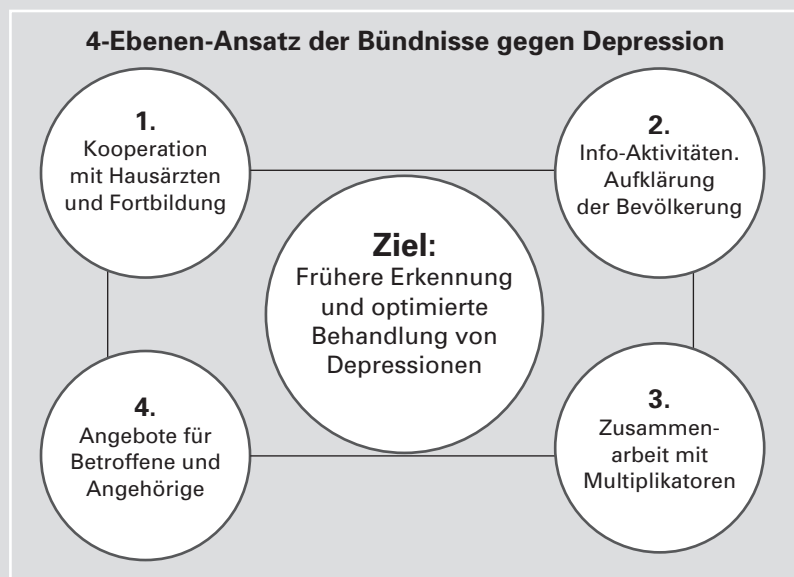 4-Ebenen-Ansatz der Bündnisse gegen Depression
1.
Kooperation
mit Hausärzten
und Fortbildung
2.
Info-Aktivitäten.
Aufklärung
der Bevölkerung
Ziel:
Frühere Erkennung
und optimierte
Behandlung von
Depressionen
3.
Zusammen-
arbeit mit
Multiplikatoren
4.
Angebote für
Betroffene und
Angehörige